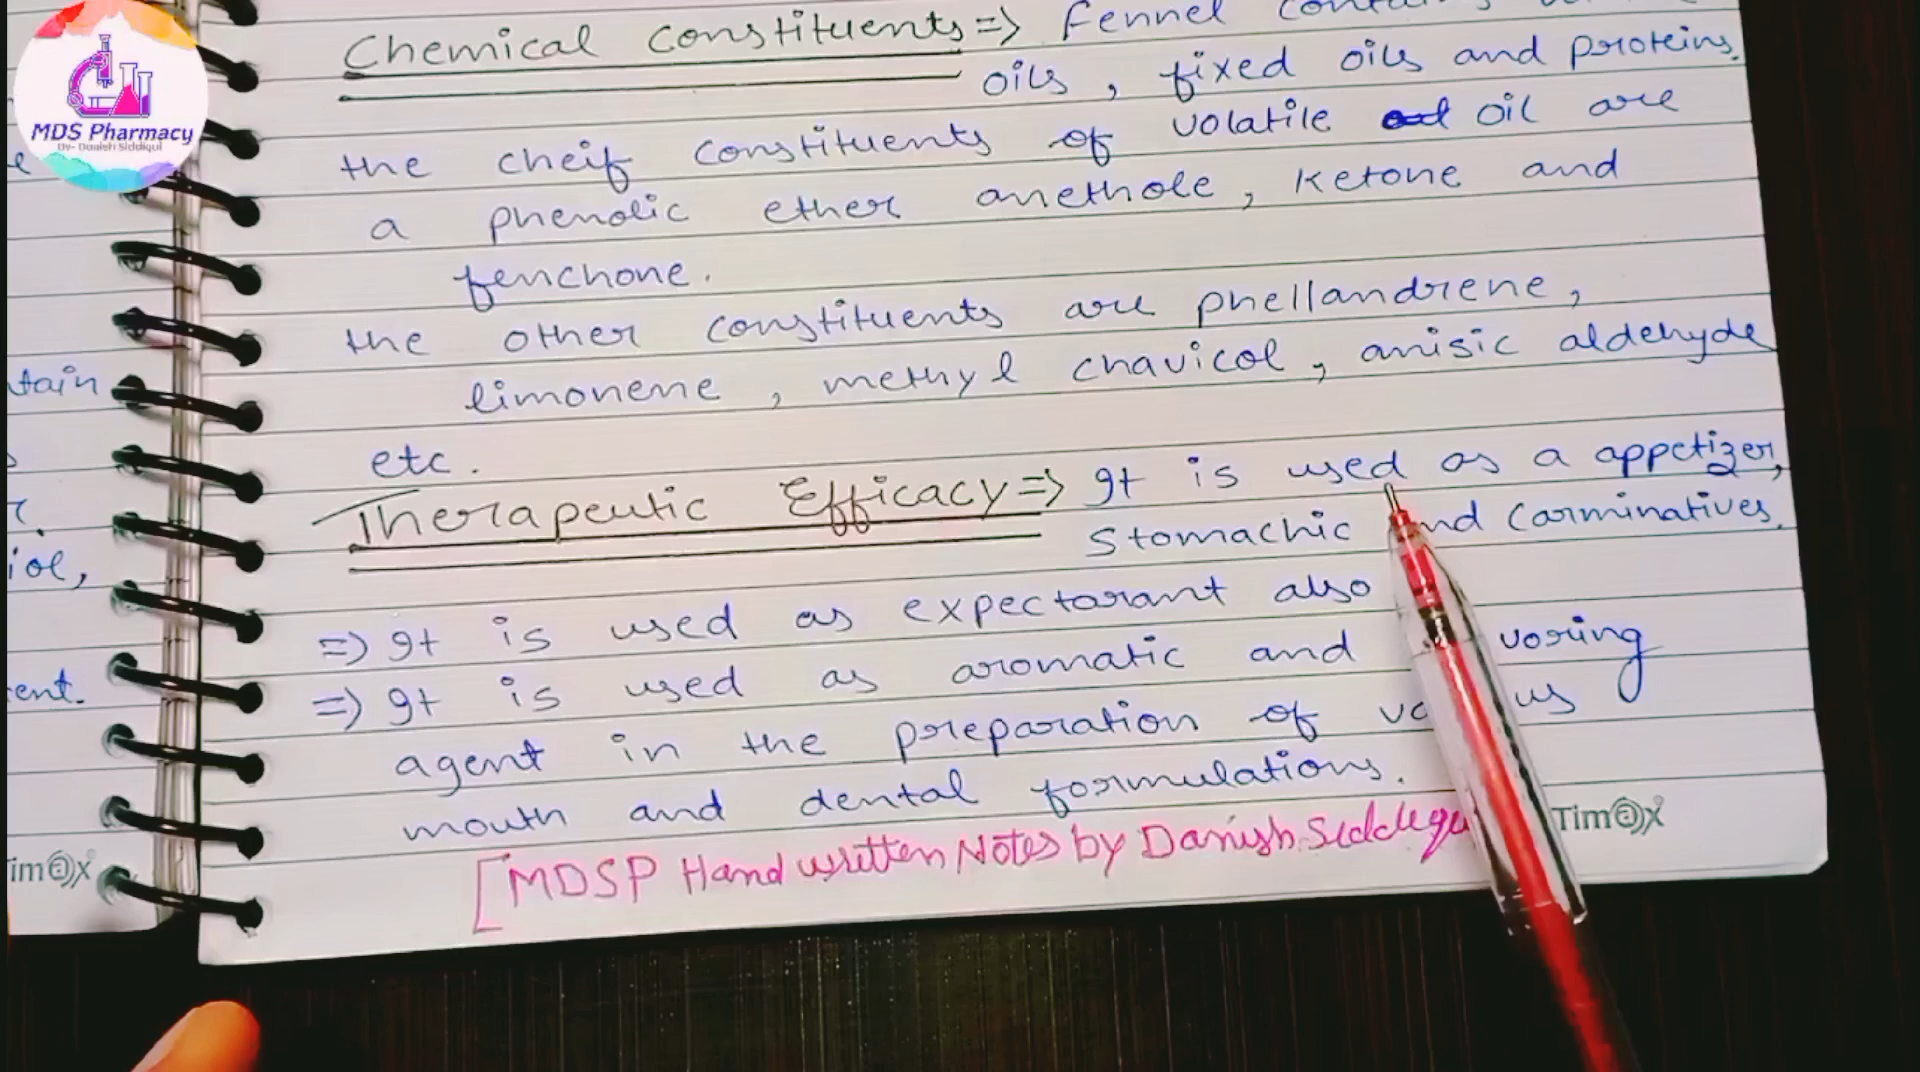 MDS Pharmacy
By- Danish Siddiqui
Chemical constituents => Fennel
oils, fixed oils and proteins.
the cheif constituents of volatile oil are
a phenolic ether anethole, Ketone and
fenchone.
the other constituents are phellandrene,
limonene, methyl chavicol, anisic aldehyde
etc.
Therapeutic Efficacy => It is used as a appetizer,
Stomachic and Carminatives.
=> It is used as expectorant also
=> It is used as aromatic and voring
agent in the preparation of us
mouth and dental formulations.
[MDSP Hand written Notes by Danish
Timex
tain
iol,
ent.